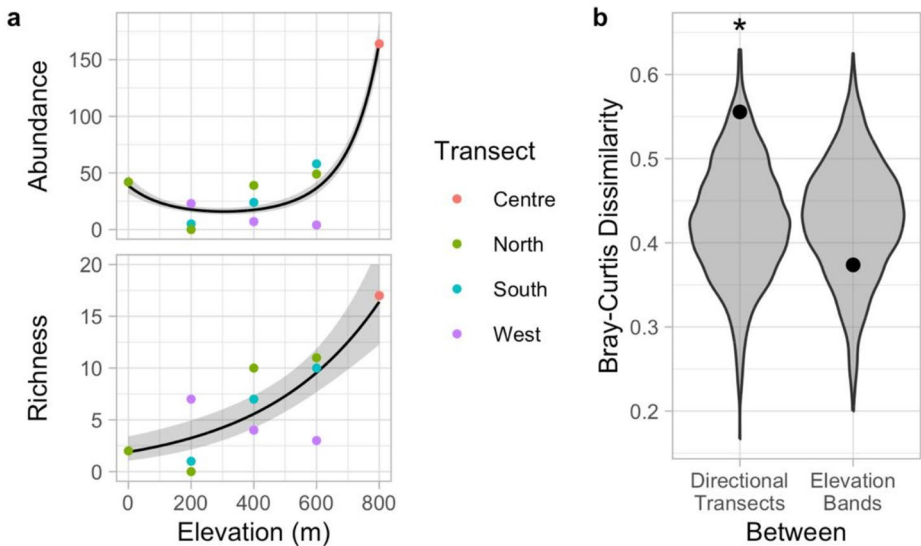 a
Abundance
150
100
50
0
Richness
20
15
10
5
0
0 200 400 600 800
Elevation (m)
Transect
Centre
North
South
West
b
*
Bray-Curtis Dissimilarity
0.6
0.5
0.4
0.3
0.2
Directional
Transects
Elevation
Bands
Between